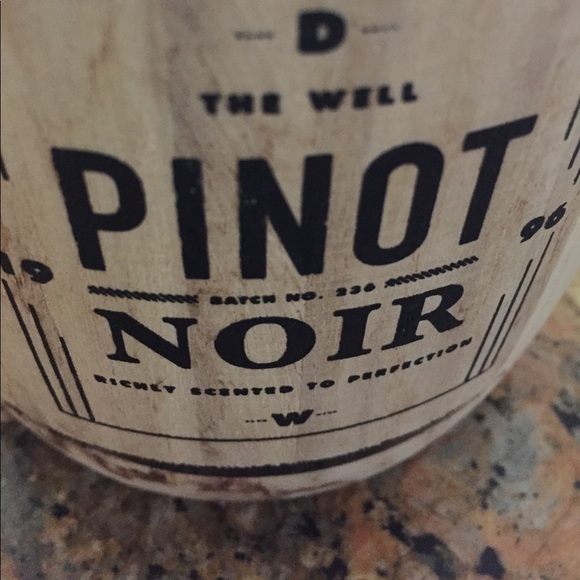 D
THE WELL
PINOT
19 96
BATCH NO. 236
NOIR
RICHLY SCENTED TO PERFECTION
W